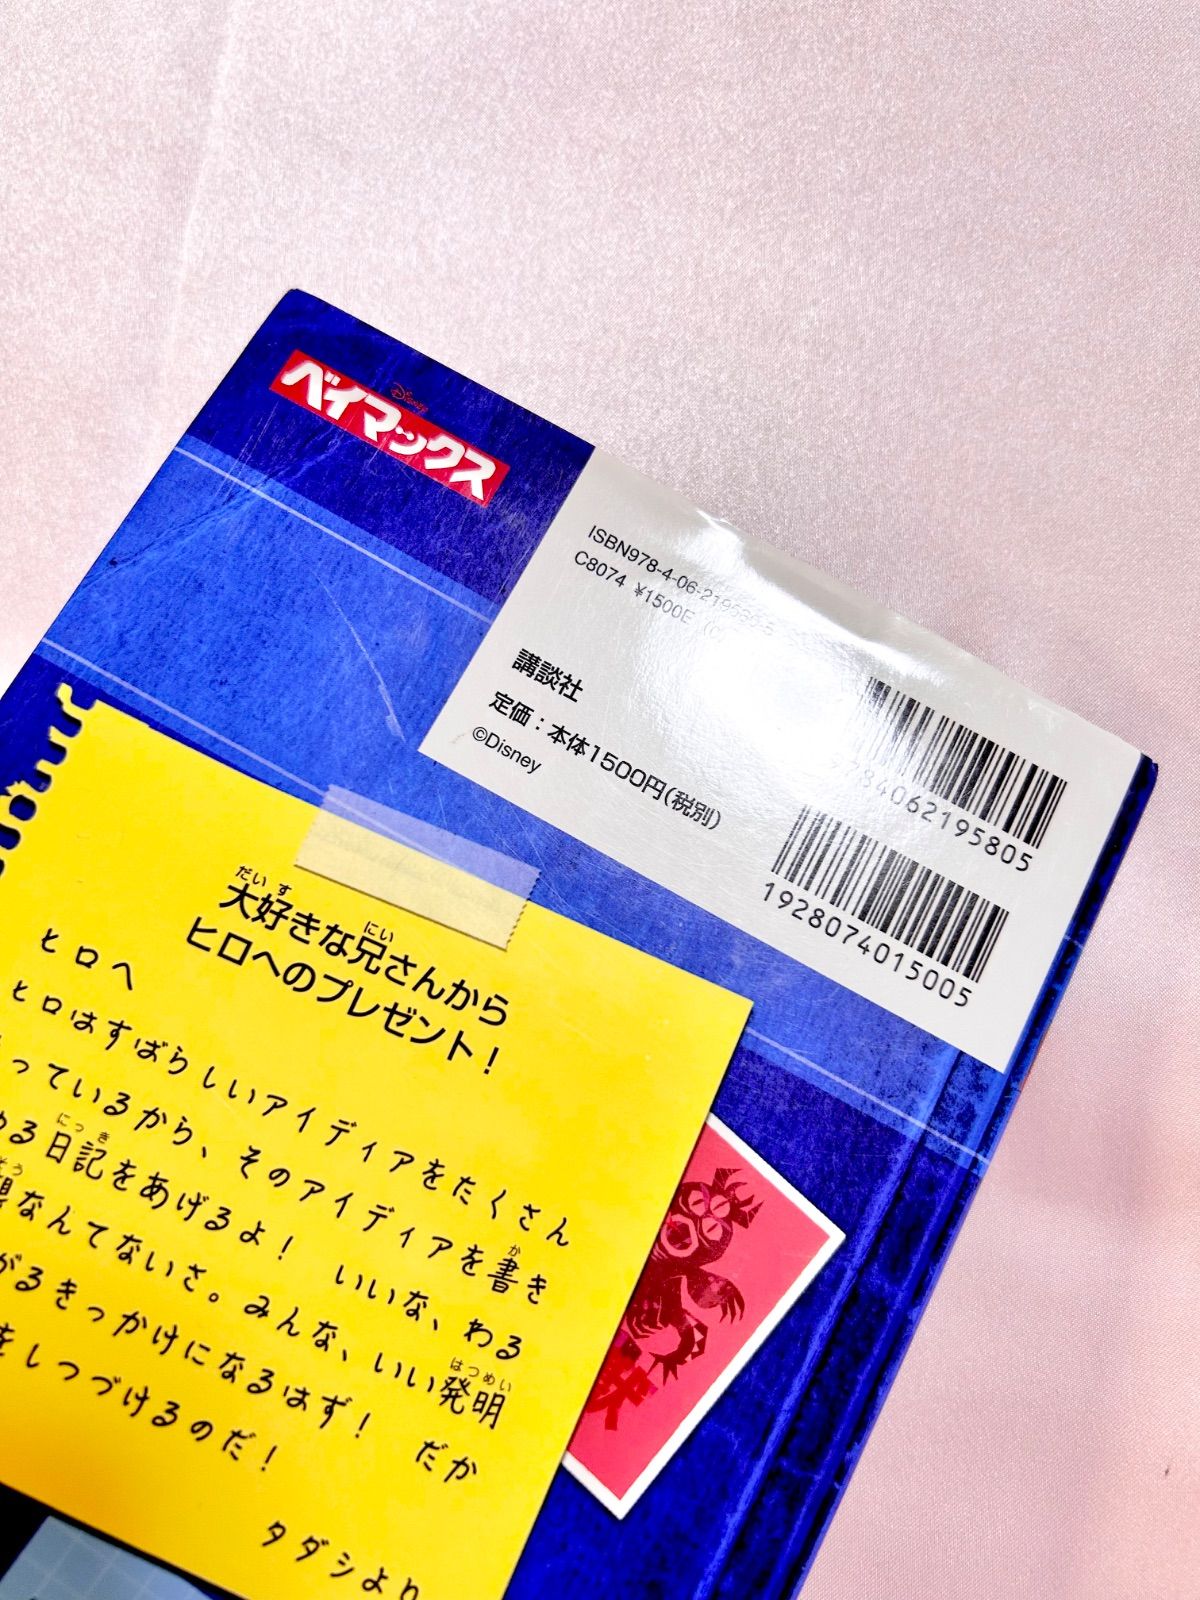 Disney
ベイマックス
ISBN978-4-06-219580-5
C8074 ¥1500E (0)
講談社
定価：本体1500円(税別)
©Disney
9784062195805
1928074015005
大好きな兄さんから
ヒロへのプレゼント！
ヒロへ
ヒロはすばらしいアイディアをたくさん
っているから、そのアイディアを書き
める日記をあげるよ！ いいな、わる
想なんてないさ。みんな、いい発明
がるきっかけになるはず！ だか
をしつづけるのだ！
タダシより